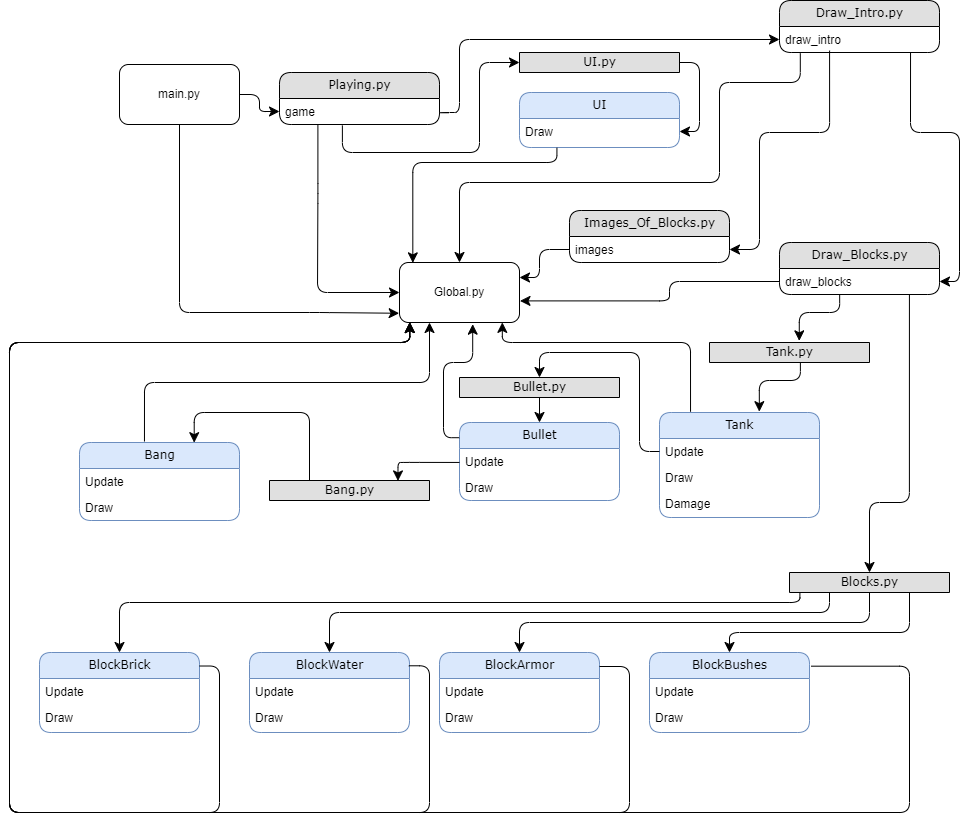 Draw_Intro.py
draw_intro
UI.py
main.py
Playing.py
game
UI
Draw
Images_Of_Blocks.py
images
Draw_Blocks.py
draw_blocks
Global.py
Tank.py
Bullet.py
Tank
Update
Draw
Damage
Bullet
Update
Draw
Bang
Update
Draw
Bang.py
Blocks.py
BlockBrick
Update
Draw
BlockWater
Update
Draw
BlockArmor
Update
Draw
BlockBushes
Update
Draw